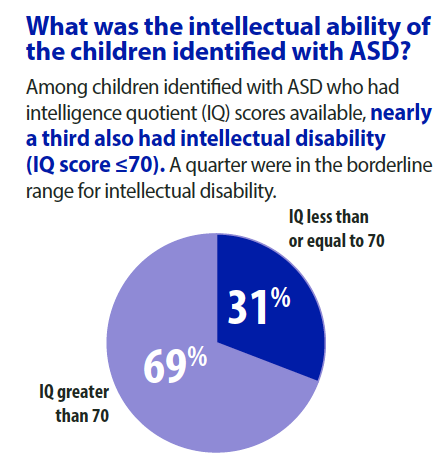 What was the intellectual ability of
the children identified with ASD?
Among children identified with ASD who had
intelligence quotient (IQ) scores available, nearly
a third also had intellectual disability
(IQ score ≤70). A quarter were in the borderline
range for intellectual disability.
IQ less than
or equal to 70
31%
69%
IQ greater
than 70